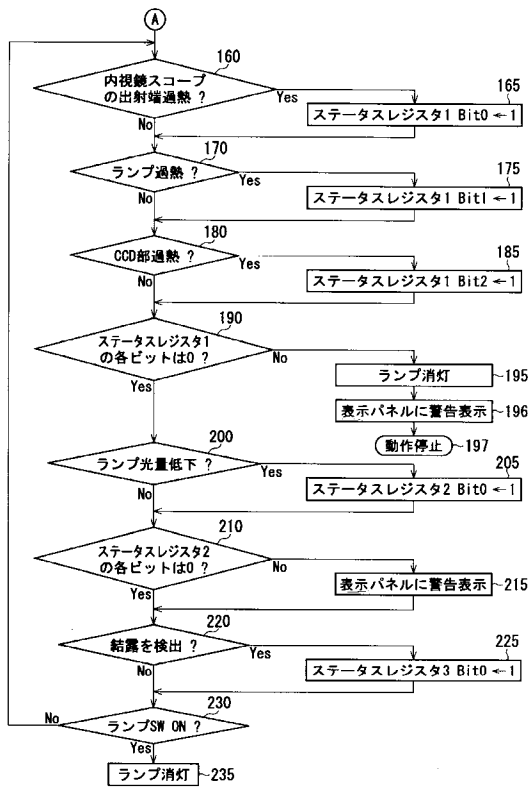 A
160
内視鏡スコープ
の出射端過熱 ?
Yes
No
165
ステータスレジスタ1 Bit0 ← 1
170
ランプ過熱 ?
Yes
No
175
ステータスレジスタ1 Bit1 ← 1
180
CCD部過熱 ?
Yes
No
185
ステータスレジスタ1 Bit2 ← 1
190
ステータスレジスタ1
の各ビットは0 ?
No
Yes
ランプ消灯
195
表示パネルに警告表示
196
動作停止
197
200
ランプ光量低下 ?
Yes
No
205
ステータスレジスタ2 Bit0 ← 1
210
ステータスレジスタ2
の各ビットは0 ?
No
Yes
表示パネルに警告表示
215
220
結露を検出 ?
Yes
No
225
ステータスレジスタ3 Bit0 ← 1
230
No
ランプSW ON ?
Yes
ランプ消灯
235